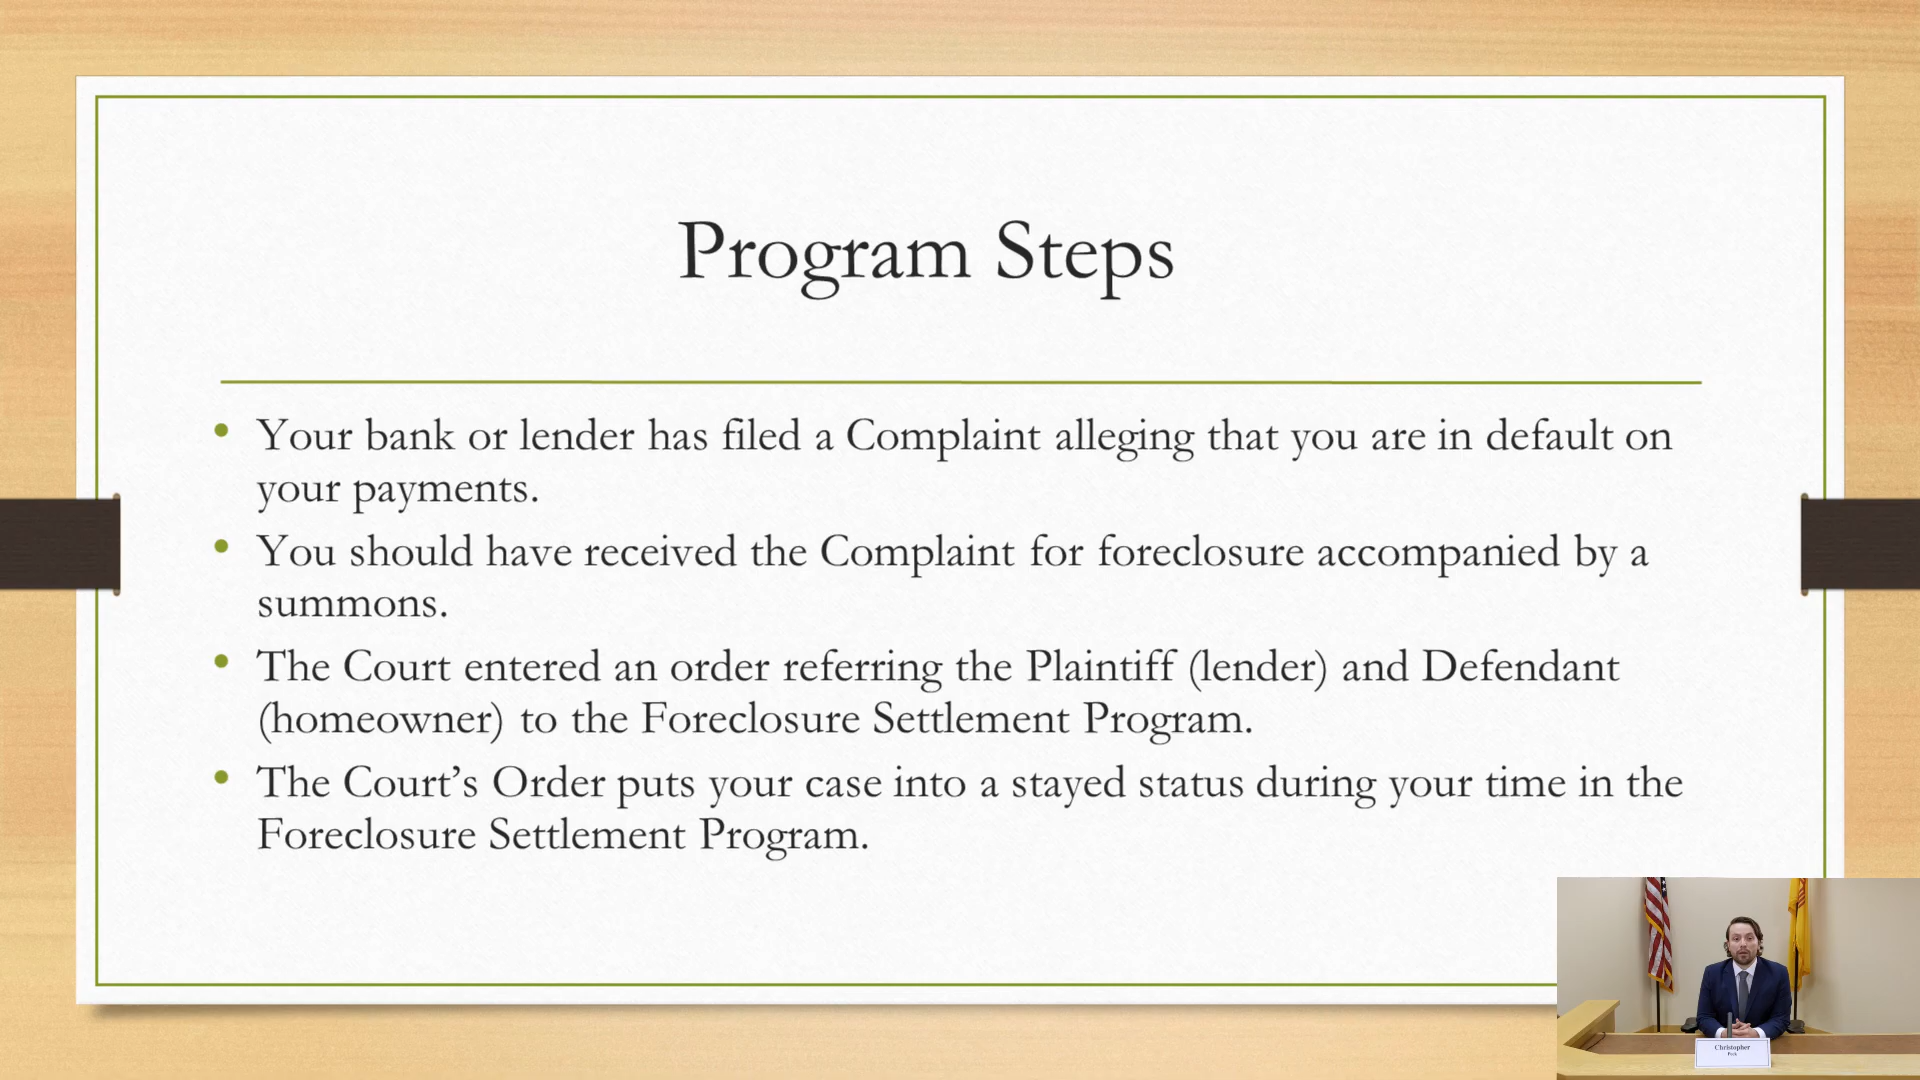 Program Steps
• Your bank or lender has filed a Complaint alleging that you are in default on
your payments.
• You should have received the Complaint for foreclosure accompanied by a
summons.
• The Court entered an order referring the Plaintiff (lender) and Defendant
(homeowner) to the Foreclosure Settlement Program.
• The Court’s Order puts your case into a stayed status during your time in the
Foreclosure Settlement Program.
Christopher
Peck